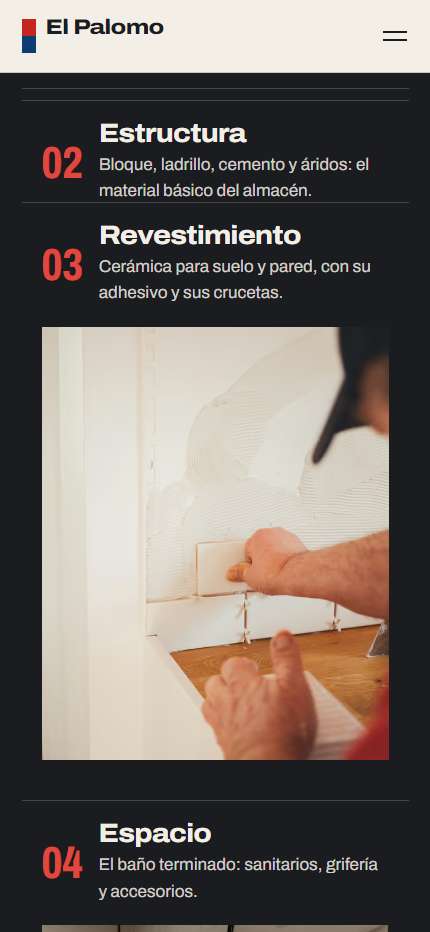 El Palomo
Estructura
02
Bloque, ladrillo, cemento y áridos: el
material básico del almacén.
Revestimiento
03
Cerámica para suelo y pared, con su
adhesivo y sus crucetas.
Espacio
04
El baño terminado: sanitarios, grifería
y accesorios.